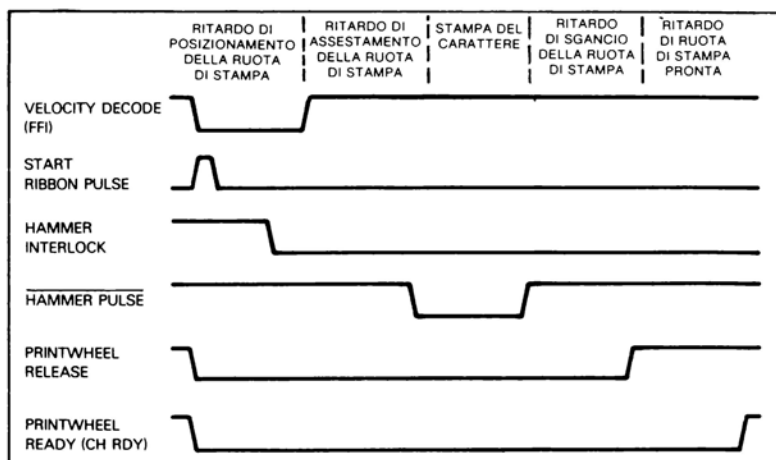 RITARDO DI
POSIZIONAMENTO
DELLA RUOTA
DI STAMPA
RITARDO DI
ASSESTAMENTO
DELLA RUOTA
DI STAMPA
STAMPA DEL
CARATTERE
RITARDO
DI SGANCIO
DELLA RUOTA
DI STAMPA
RITARDO
DI RUOTA
DI STAMPA
PRONTA
VELOCITY DECODE
(FFI)
START
RIBBON PULSE
HAMMER
INTERLOCK
HAMMER PULSE
PRINTWHEEL
RELEASE
PRINTWHEEL
READY (CH RDY)